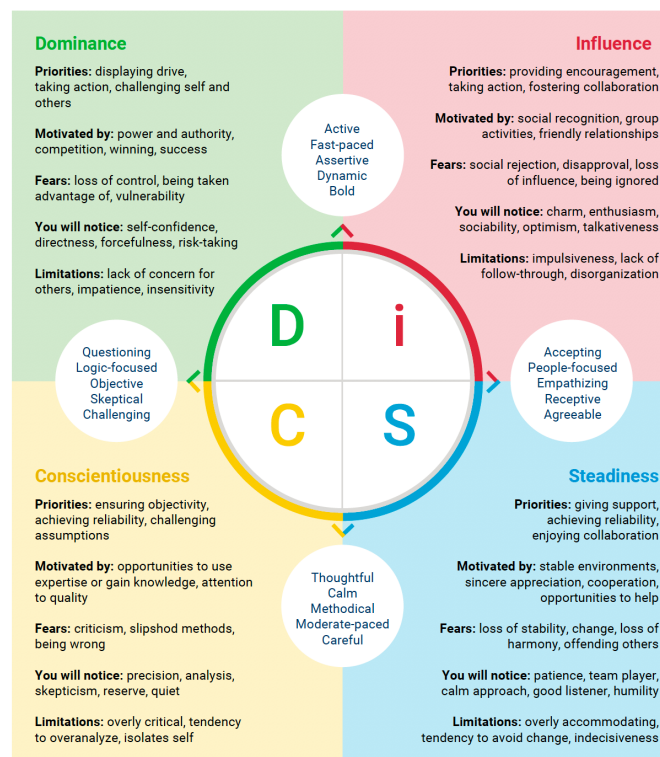 Dominance
Priorities: displaying drive,
taking action, challenging self and
others
Motivated by: power and authority,
competition, winning, success
Fears: loss of control, being taken
advantage of, vulnerability
You will notice: self-confidence,
directness, forcefulness, risk-taking
Limitations: lack of concern for
others, impatience, insensitivity
Influence
Priorities: providing encouragement,
taking action, fostering collaboration
Motivated by: social recognition, group
activities, friendly relationships
Fears: social rejection, disapproval, loss
of influence, being ignored
You will notice: charm, enthusiasm,
sociability, optimism, talkativeness
Limitations: impulsiveness, lack of
follow-through, disorganization
Active
Fast-paced
Assertive
Dynamic
Bold
Questioning
Logic-focused
Objective
Skeptical
Challenging
D i
C S
Accepting
People-focused
Empathizing
Receptive
Agreeable
Conscientiousness
Priorities: ensuring objectivity,
achieving reliability, challenging
assumptions
Motivated by: opportunities to use
expertise or gain knowledge, attention
to quality
Fears: criticism, slipshod methods,
being wrong
You will notice: precision, analysis,
skepticism, reserve, quiet
Limitations: overly critical, tendency
to overanalyze, isolates self
Thoughtful
Calm
Methodical
Moderate-paced
Careful
Steadiness
Priorities: giving support,
achieving reliability,
enjoying collaboration
Motivated by: stable environments,
sincere appreciation, cooperation,
opportunities to help
Fears: loss of stability, change, loss of
harmony, offending others
You will notice: patience, team player,
calm approach, good listener, humility
Limitations: overly accommodating,
tendency to avoid change, indecisiveness